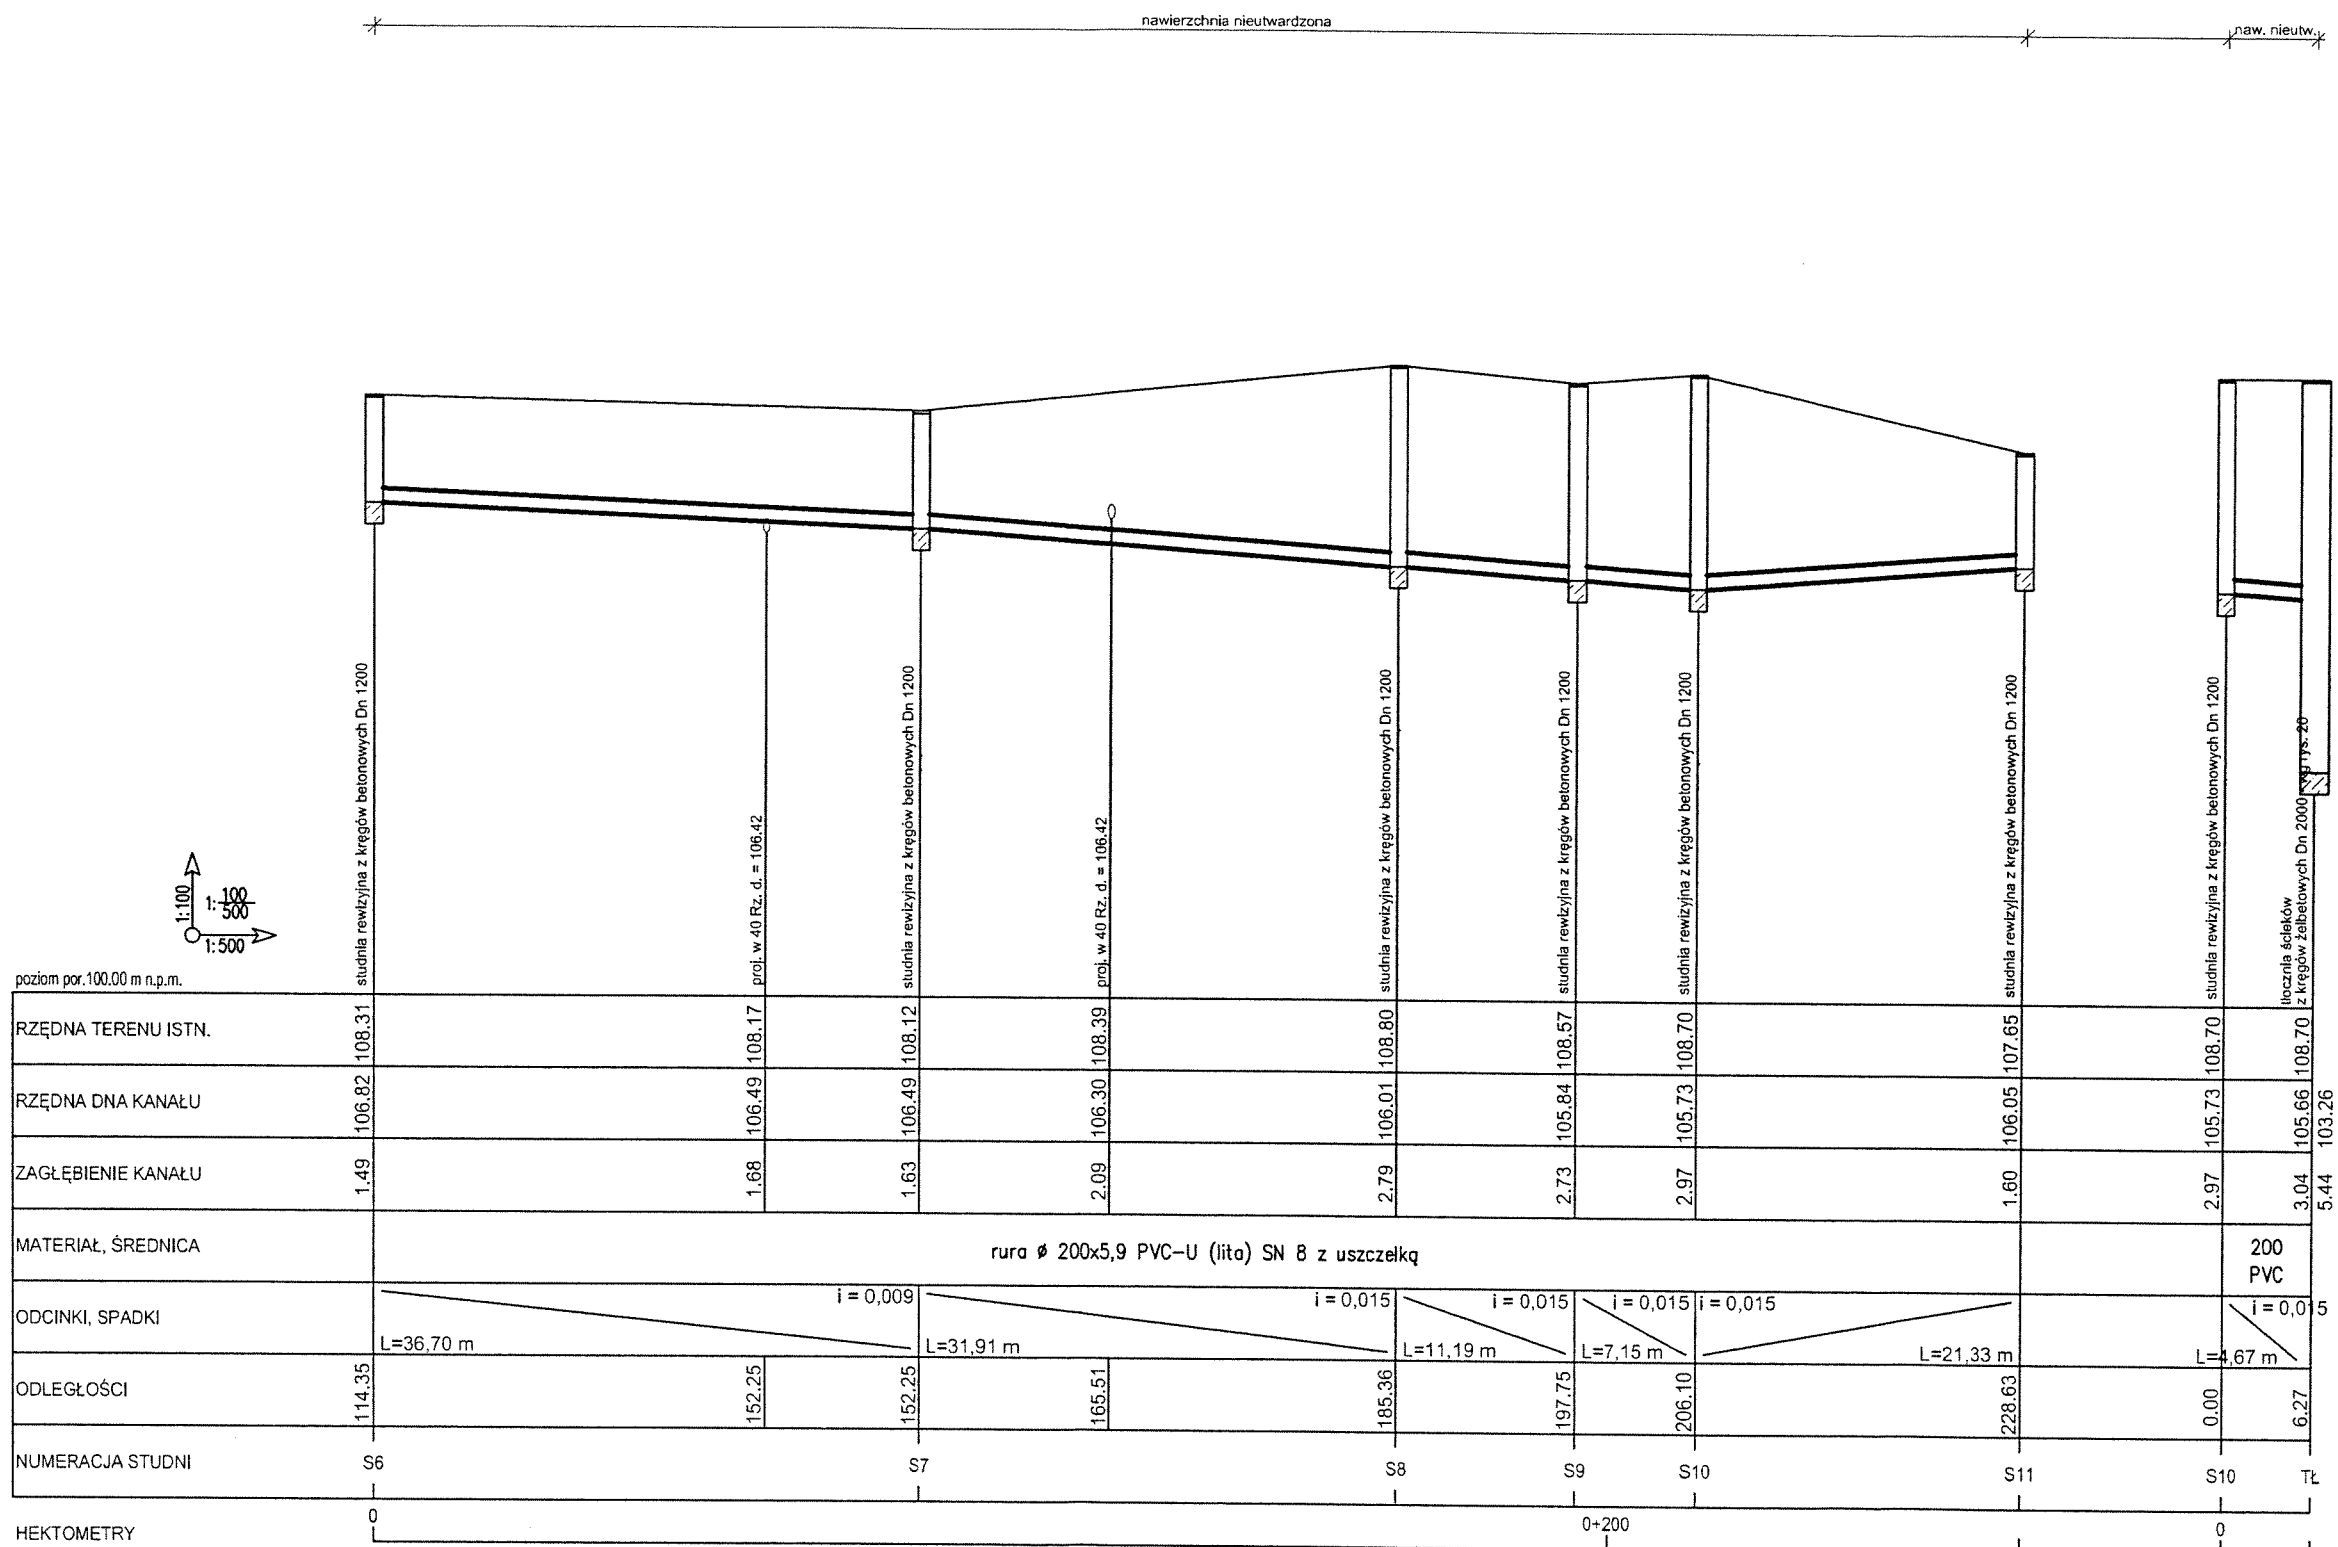 nawierzchnia nieutwardzona
naw. nieutw.
studnia rewizyjna z kręgów betonowych Dn 1200
proj. w 40 Rz. d. = 106.42
studnia rewizyjna z kręgów betonowych Dn 1200
proj. w 40 Rz. d. = 106.42
studnia rewizyjna z kręgów betonowych Dn 1200
studnia rewizyjna z kręgów betonowych Dn 1200
studnia rewizyjna z kręgów betonowych Dn 1200
studnia rewizyjna z kręgów betonowych Dn 1200
studnia rewizyjna z kręgów betonowych Dn 1200
tłocznia ścieków
z kręgów żelbetowych Dn 2000 wg rys. 20
1:100
1: 100
500
1:500
poziom por.100.00 m n.p.m.
RZĘDNA TERENU ISTN. 108.31 108.17 108.12 108.39 108.80 108.57 108.70 107.65 108.70 108.70
RZĘDNA DNA KANAŁU 106.82 106.49 106.49 106.30 106.01 105.84 105.73 106.05 105.73 105.66 103.26
ZAGŁĘBIENIE KANAŁU 1.49 1.68 1.63 2.09 2.79 2.73 2.97 1.60 2.97 3.04 5.44
MATERIAŁ, ŚREDNICA rura ø 200x5,9 PVC-U (lita) SN 8 z uszczelką 200
PVC
ODCINKI, SPADKI
i = 0,009 i = 0,015 i = 0,015 i = 0,015 i = 0,015 i = 0,015
L=36,70 m L=31,91 m L=11,19 m L=7,15 m L=21,33 m L=4,67 m
ODLEGŁOŚCI 114.35 152.25 152.25 165.51 185.36 197.75 206.10 228.63 0.00 6.27
NUMERACJA STUDNI S6 S7 S8 S9 S10 S11 S10 TŁ
HEKTOMETRY 0 0+200 0